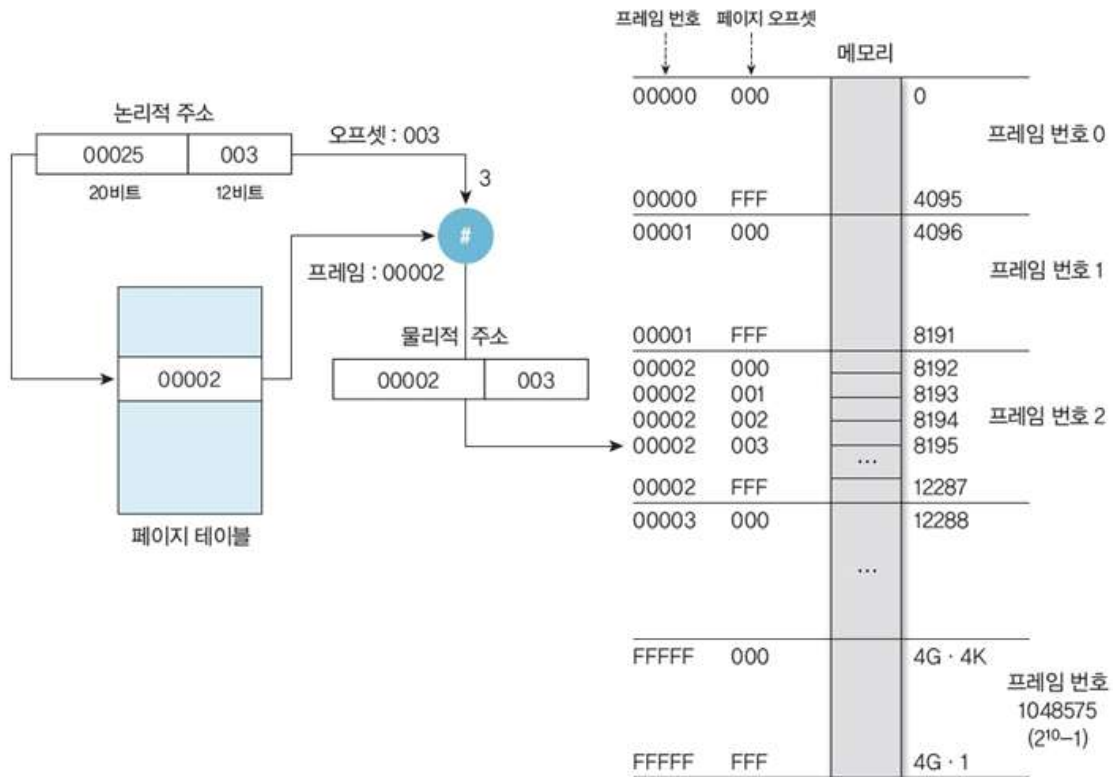 프레임 번호 페이지 오프셋
메모리
논리적 주소
00025 003
20비트 12비트
오프셋 : 003
3
#
프레임 : 00002
물리적 주소
00002 003
00002
페이지 테이블
00000 000 0
프레임 번호 0
00000 FFF 4095
00001 000 4096
프레임 번호 1
00001 FFF 8191
00002 000 8192
00002 001 8193
00002 002 8194
프레임 번호 2
00002 003 8195
...
00002 FFF 12287
00003 000 12288
...
FFFFF 000 4G · 4K
프레임 번호
1048575
(2¹⁰–1)
FFFFF FFF 4G · 1